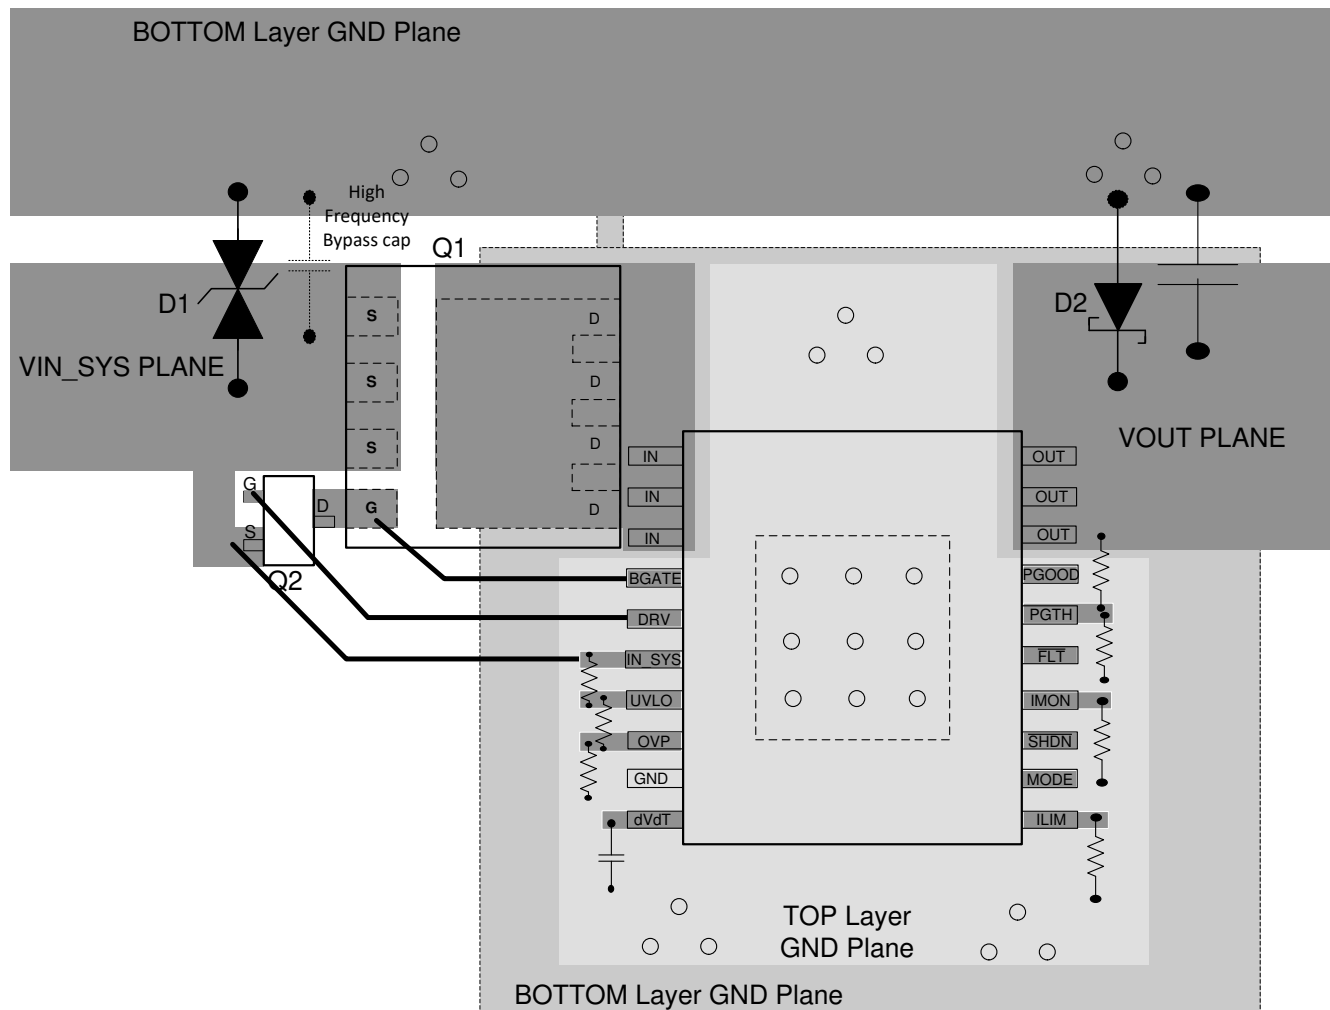 BOTTOM Layer GND Plane
High
Frequency
Bypass cap
Q1
D1
D2
VIN_SYS PLANE
VOUT PLANE
S
S
S
G
D
D
D
D
G
S
D
Q2
IN
IN
IN
BGATE
DRV
IN_SYS
UVLO
OVP
GND
dVdT
OUT
OUT
OUT
PGOOD
PGTH
FLT
IMON
SHDN
MODE
ILIM
TOP Layer
GND Plane
BOTTOM Layer GND Plane